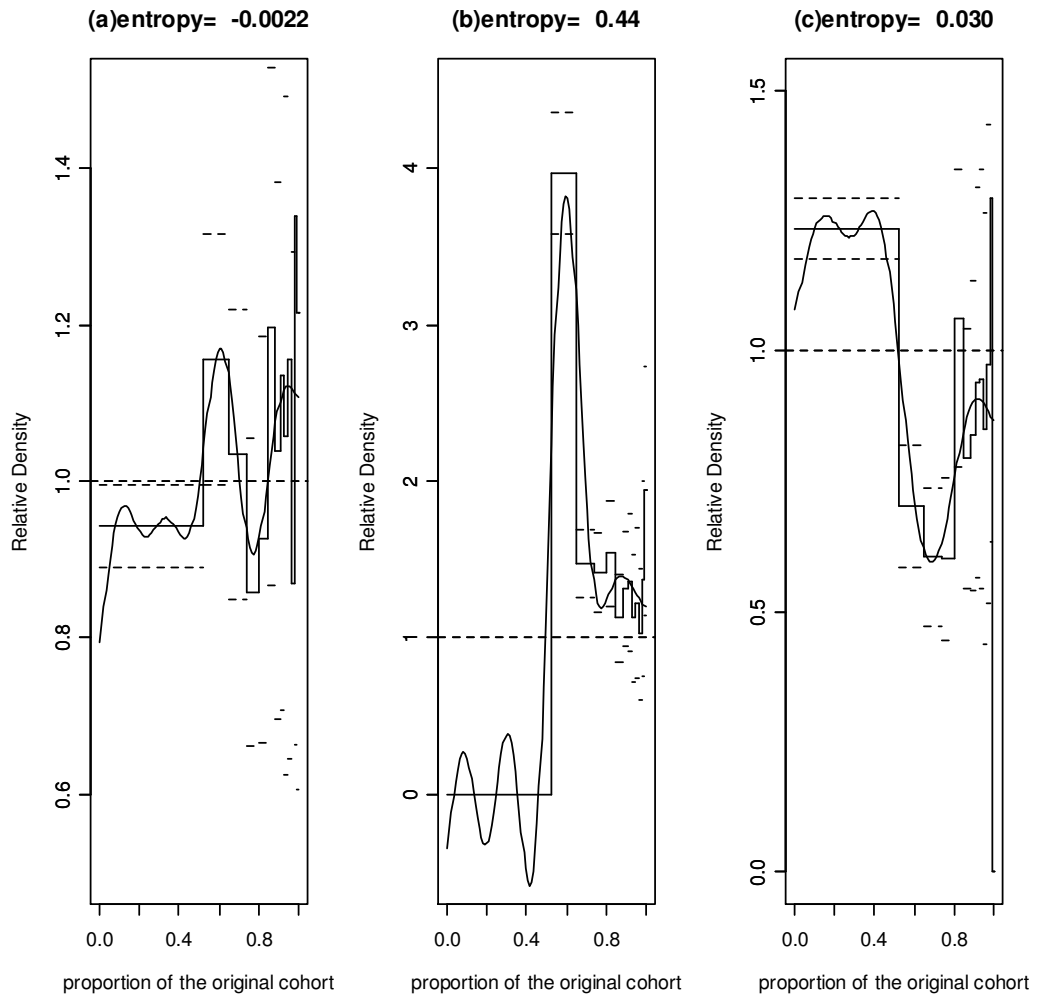 (a)entropy= -0.0022
Relative Density
1.4
1.2
1.0
0.8
0.6
0.0 0.4 0.8
proportion of the original cohort
(b)entropy= 0.44
Relative Density
4
3
2
1
0
0.0 0.4 0.8
proportion of the original cohort
(c)entropy= 0.030
Relative Density
1.5
1.0
0.5
0.0
0.0 0.4 0.8
proportion of the original cohort